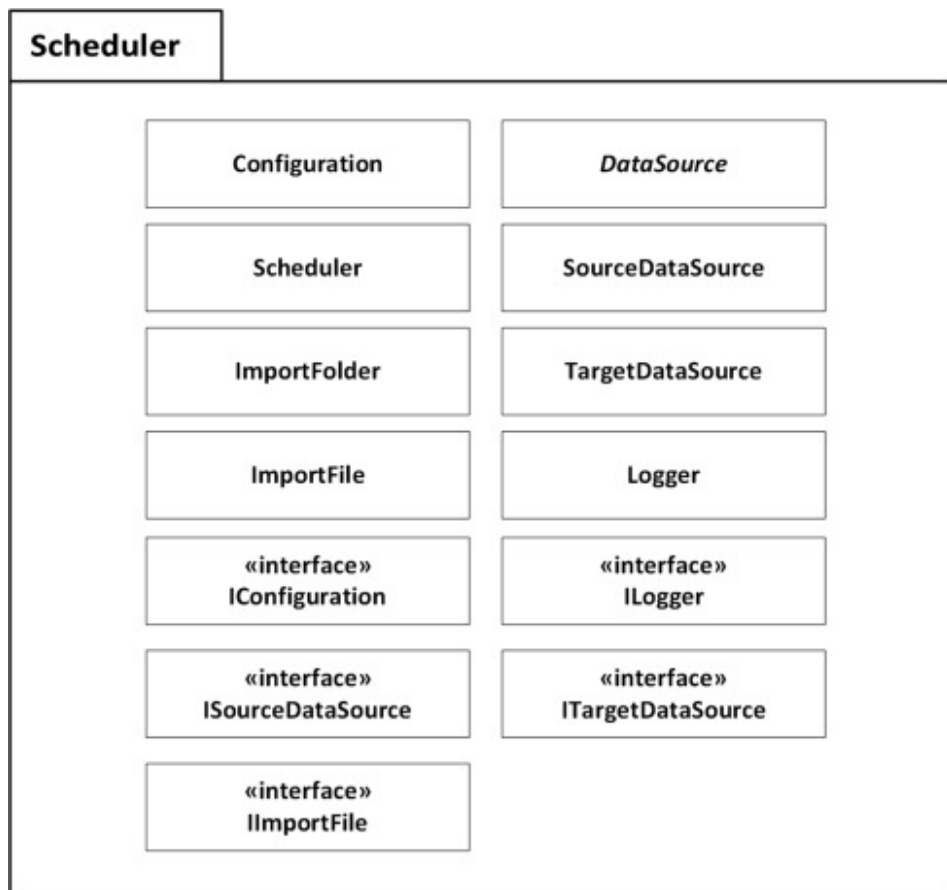 Scheduler
Configuration
DataSource
Scheduler
SourceDataSource
ImportFolder
TargetDataSource
ImportFile
Logger
«interface»
IConfiguration
«interface»
ILogger
«interface»
ISourceDataSource
«interface»
ITargetDataSource
«interface»
IImportFile